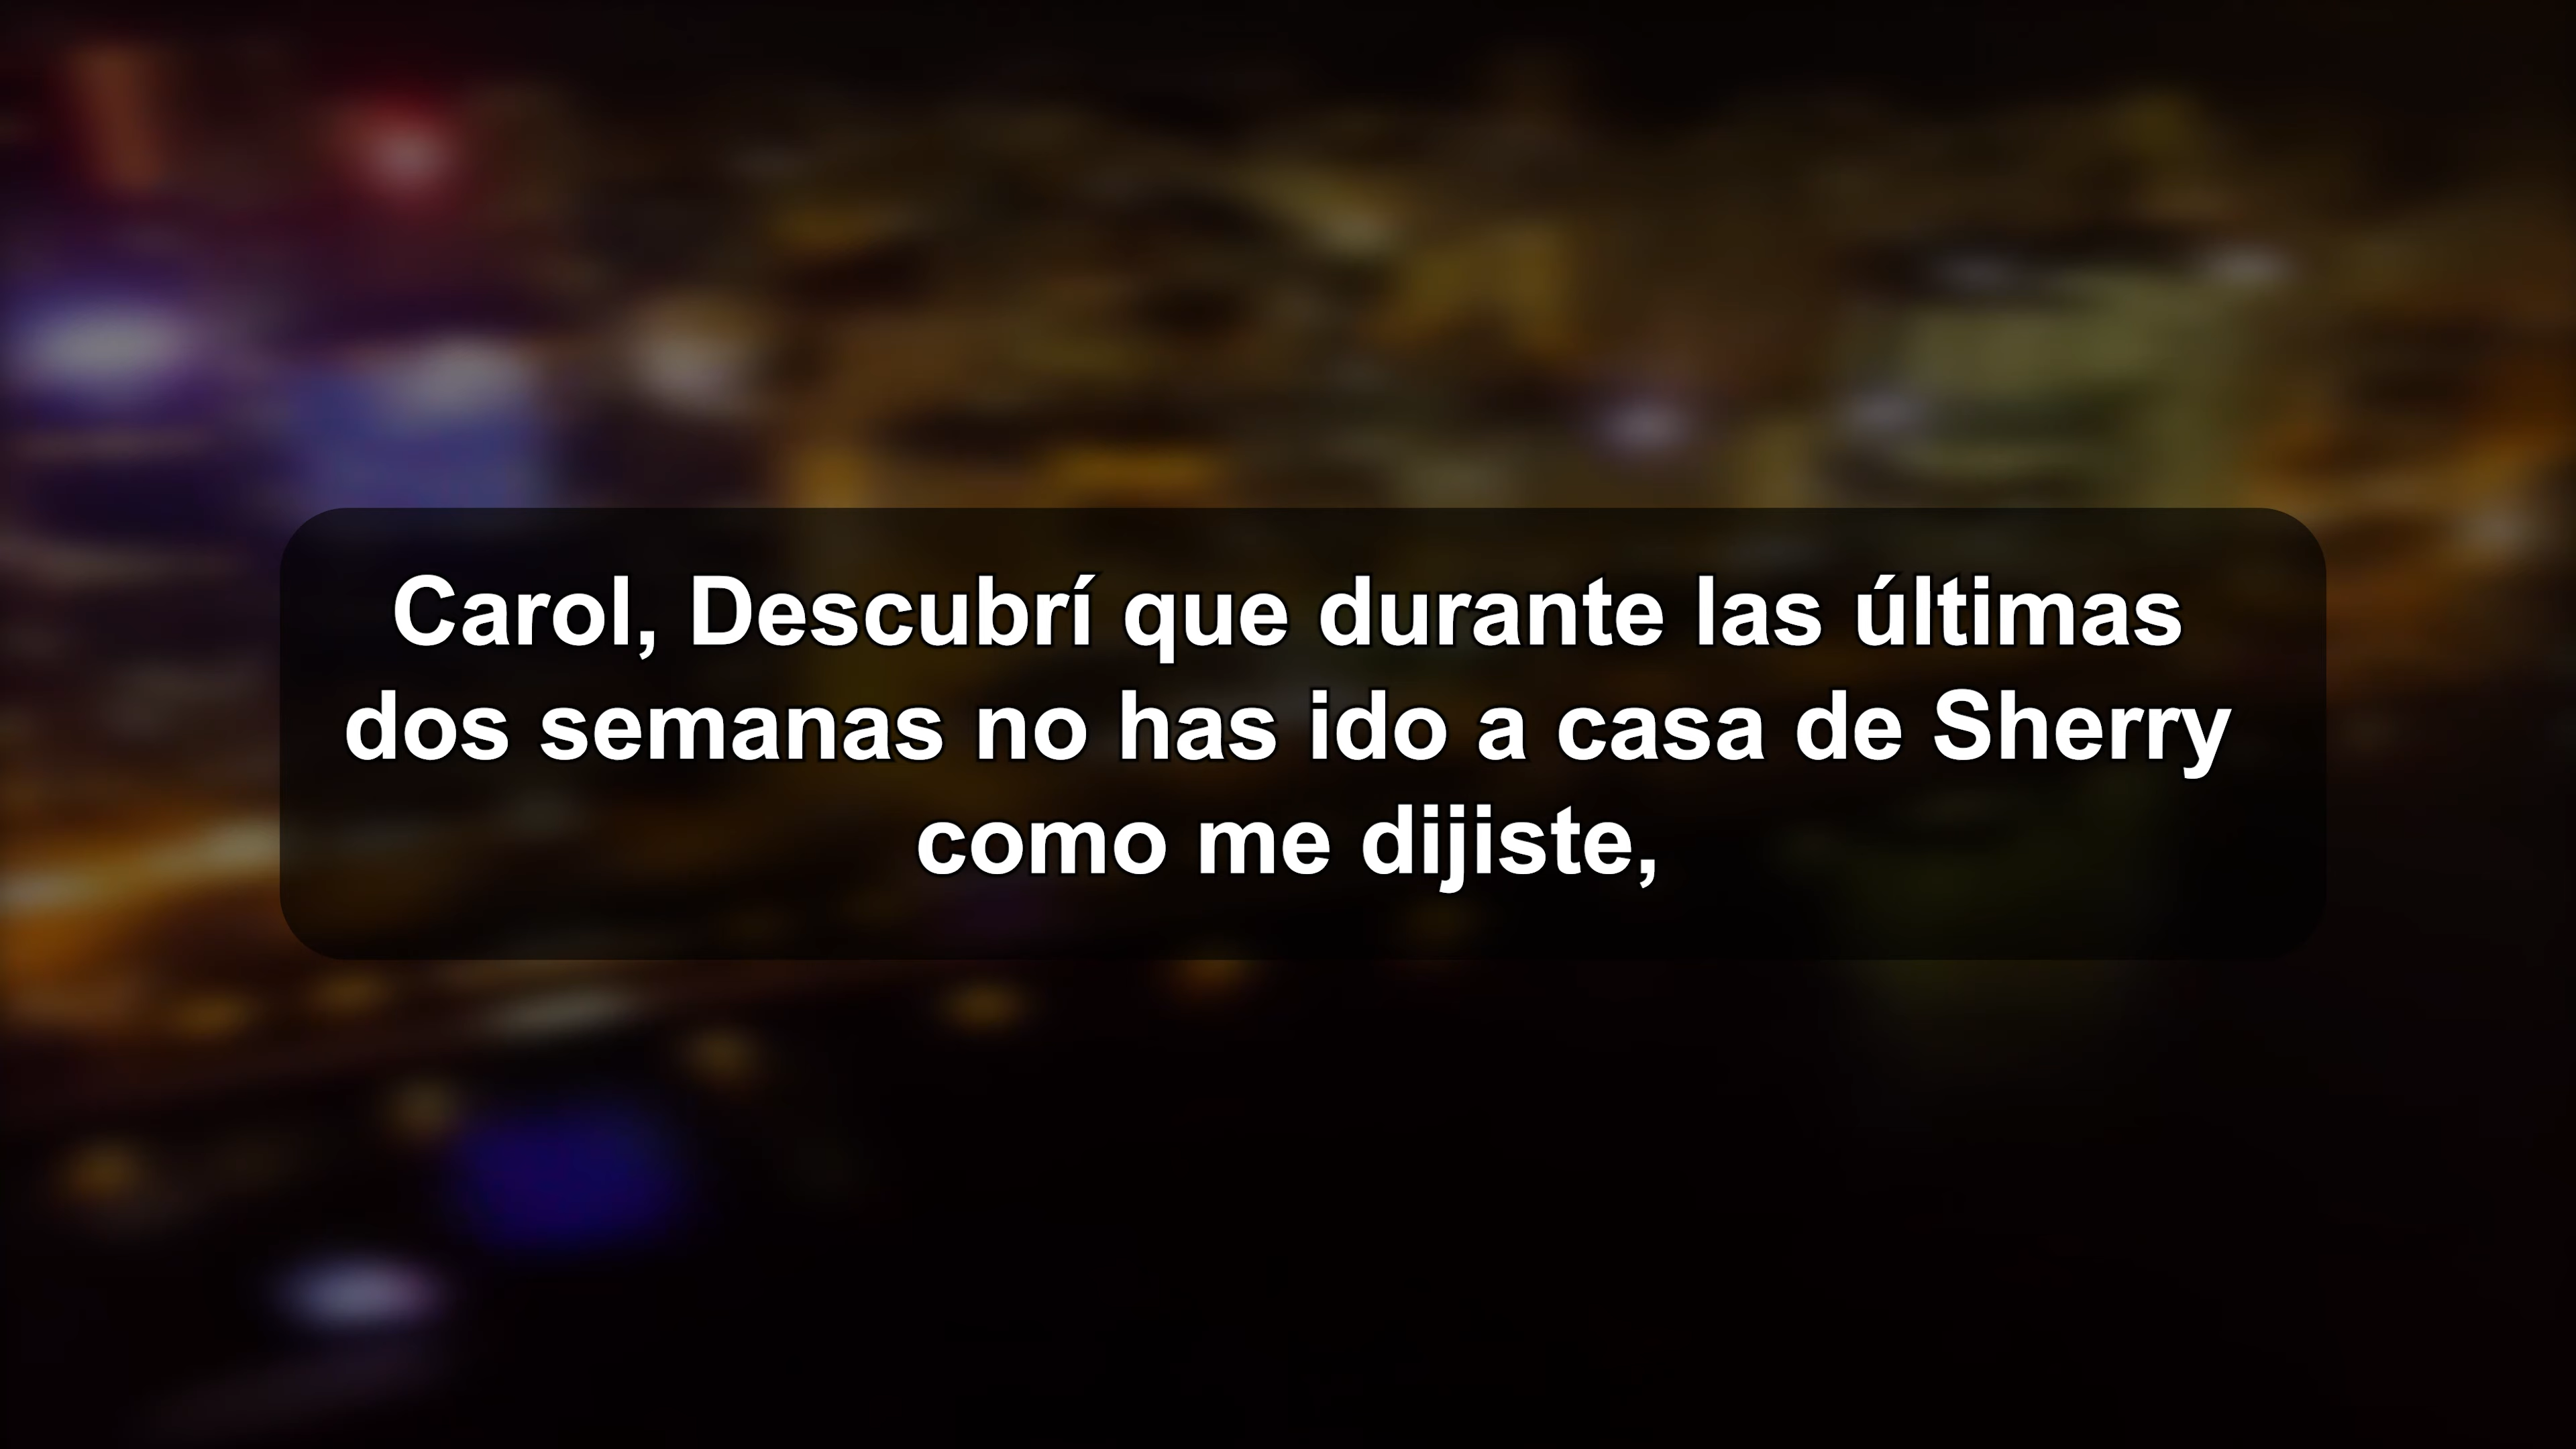 Carol, Descubrí que durante las últimas
dos semanas no has ido a casa de Sherry
como me dijiste,